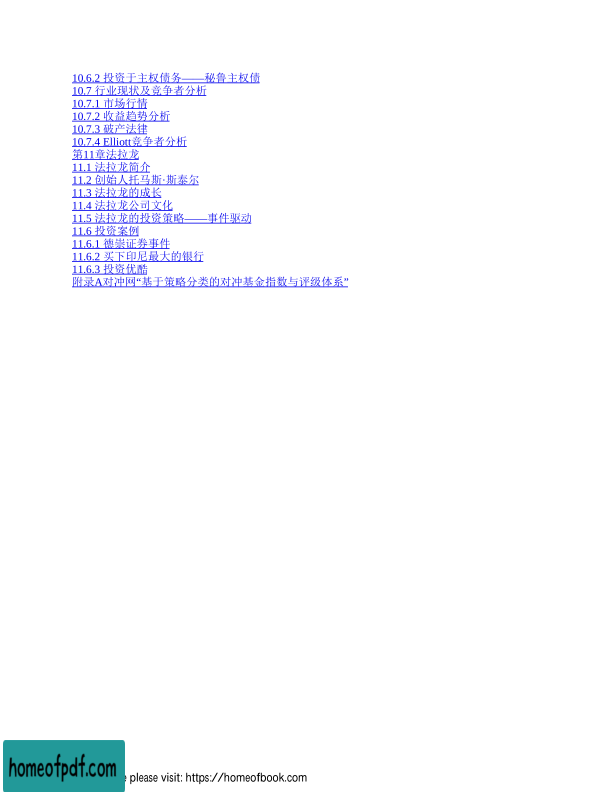 10.6.2 投资于主权债务——秘鲁主权债
10.7 行业现状及竞争者分析
10.7.1 市场行情
10.7.2 收益趋势分析
10.7.3 破产法律
10.7.4 Elliott竞争者分析
第11章法拉龙
11.1 法拉龙简介
11.2 创始人托马斯·斯泰尔
11.3 法拉龙的成长
11.4 法拉龙公司文化
11.5 法拉龙的投资策略——事件驱动
11.6 投资案例
11.6.1 德崇证券事件
11.6.2 买下印尼最大的银行
11.6.3 投资优酷
附录A对冲网“基于策略分类的对冲基金指数与评级体系”
homeofpdf.com
please visit: https://homeofbook.com